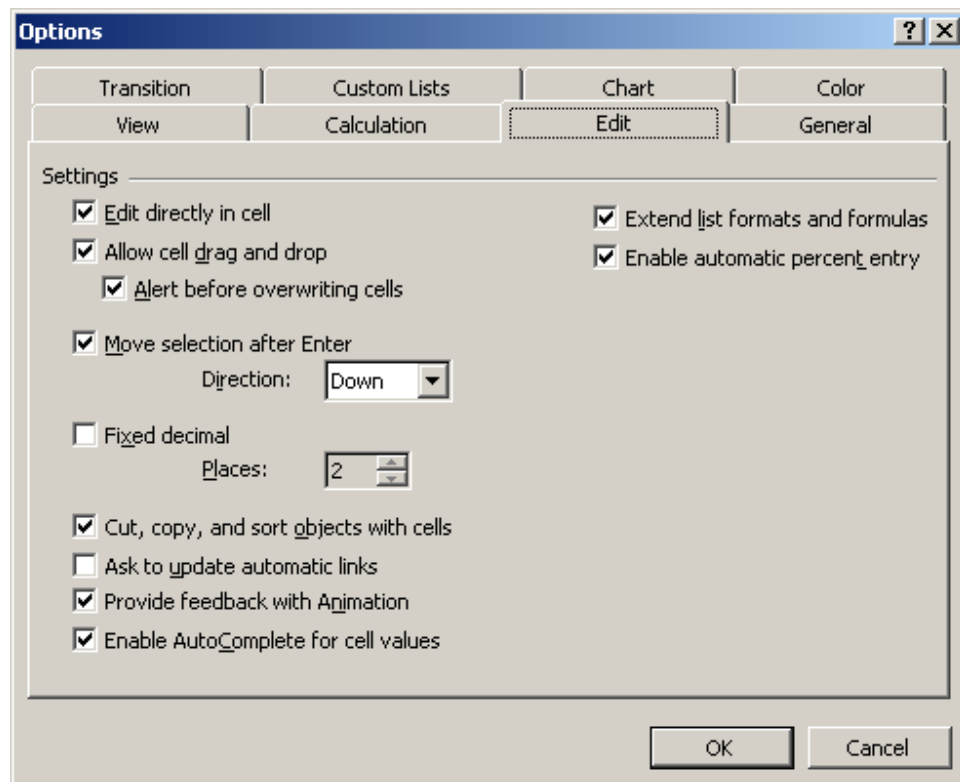 Options
Transition Custom Lists Chart Color
View Calculation Edit General
Settings
Edit directly in cell
Allow cell drag and drop
Alert before overwriting cells
Move selection after Enter
Direction: Down
Fixed decimal
Places: 2
Cut, copy, and sort objects with cells
Ask to update automatic links
Provide feedback with Animation
Enable AutoComplete for cell values
Extend list formats and formulas
Enable automatic percent entry
OK Cancel